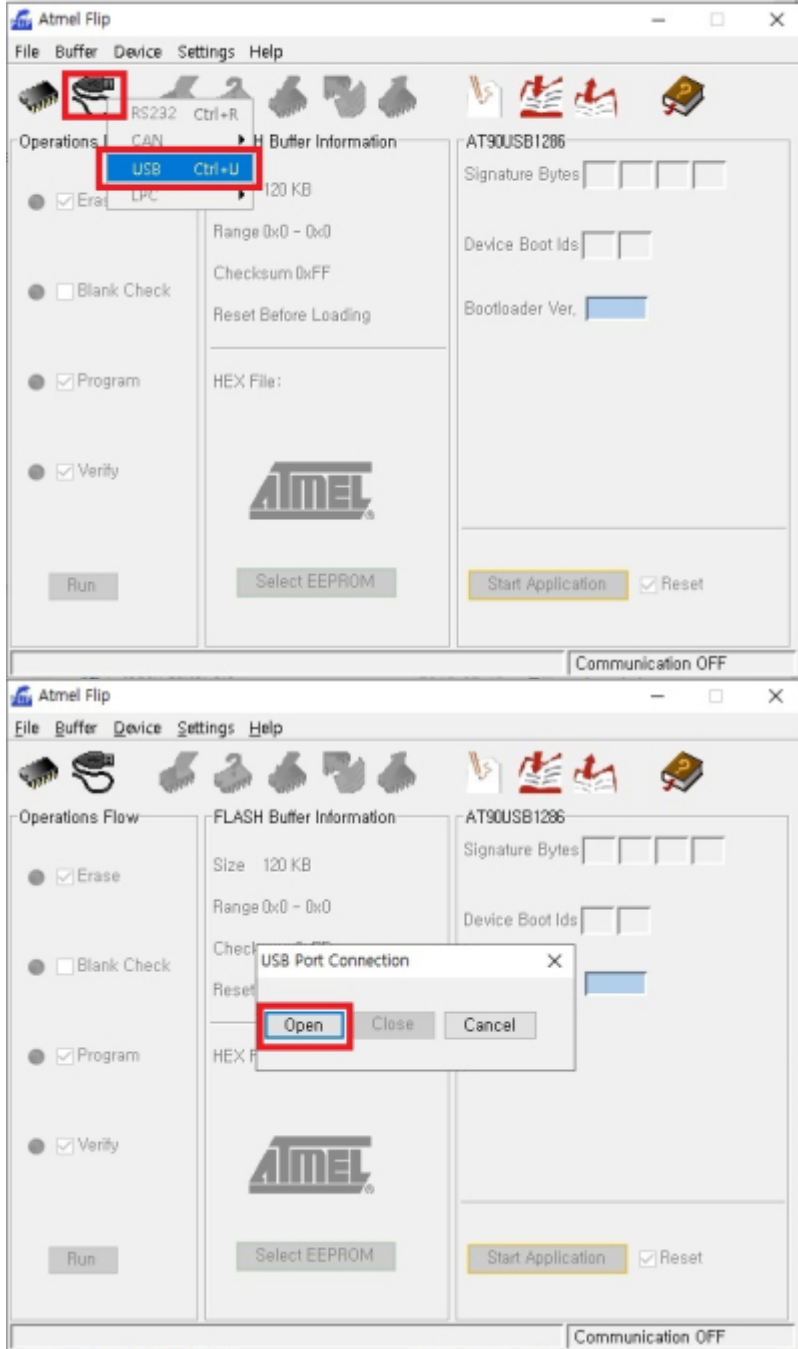 Atmel Flip
File Buffer Device Settings Help
RS232 Ctrl+R
CAN
USB Ctrl+U
LPC
Operations
Eras
Blank Check
Program
Verify
Run
H Buffer Information
120 KB
Range 0x0 - 0x0
Checksum 0xFF
Reset Before Loading
HEX File:
ATMEL
Select EEPROM
AT90USB1286
Signature Bytes
Device Boot Ids
Bootloader Ver.
Start Application Reset
Communication OFF
Atmel Flip
File Buffer Device Settings Help
Operations Flow
Erase
Blank Check
Program
Verify
Run
FLASH Buffer Information
Size 120 KB
Range 0x0 - 0x0
Check
Reset
HEX F
ATMEL
Select EEPROM
USB Port Connection
Open Close Cancel
AT90USB1286
Signature Bytes
Device Boot Ids
Start Application Reset
Communication OFF